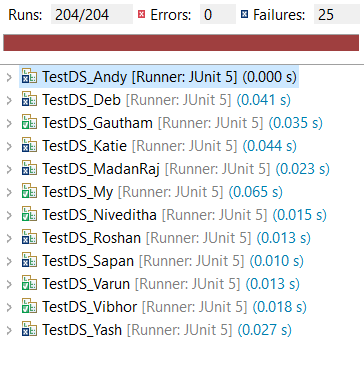 Runs: 204/204 Errors: 0 Failures: 25
TestDS_Andy [Runner: JUnit 5] (0.000 s)
TestDS_Deb [Runner: JUnit 5] (0.041 s)
TestDS_Gautham [Runner: JUnit 5] (0.035 s)
TestDS_Katie [Runner: JUnit 5] (0.044 s)
TestDS_MadanRaj [Runner: JUnit 5] (0.023 s)
TestDS_My [Runner: JUnit 5] (0.065 s)
TestDS_Niveditha [Runner: JUnit 5] (0.015 s)
TestDS_Roshan [Runner: JUnit 5] (0.013 s)
TestDS_Sapan [Runner: JUnit 5] (0.010 s)
TestDS_Varun [Runner: JUnit 5] (0.013 s)
TestDS_Vibhor [Runner: JUnit 5] (0.018 s)
TestDS_Yash [Runner: JUnit 5] (0.027 s)